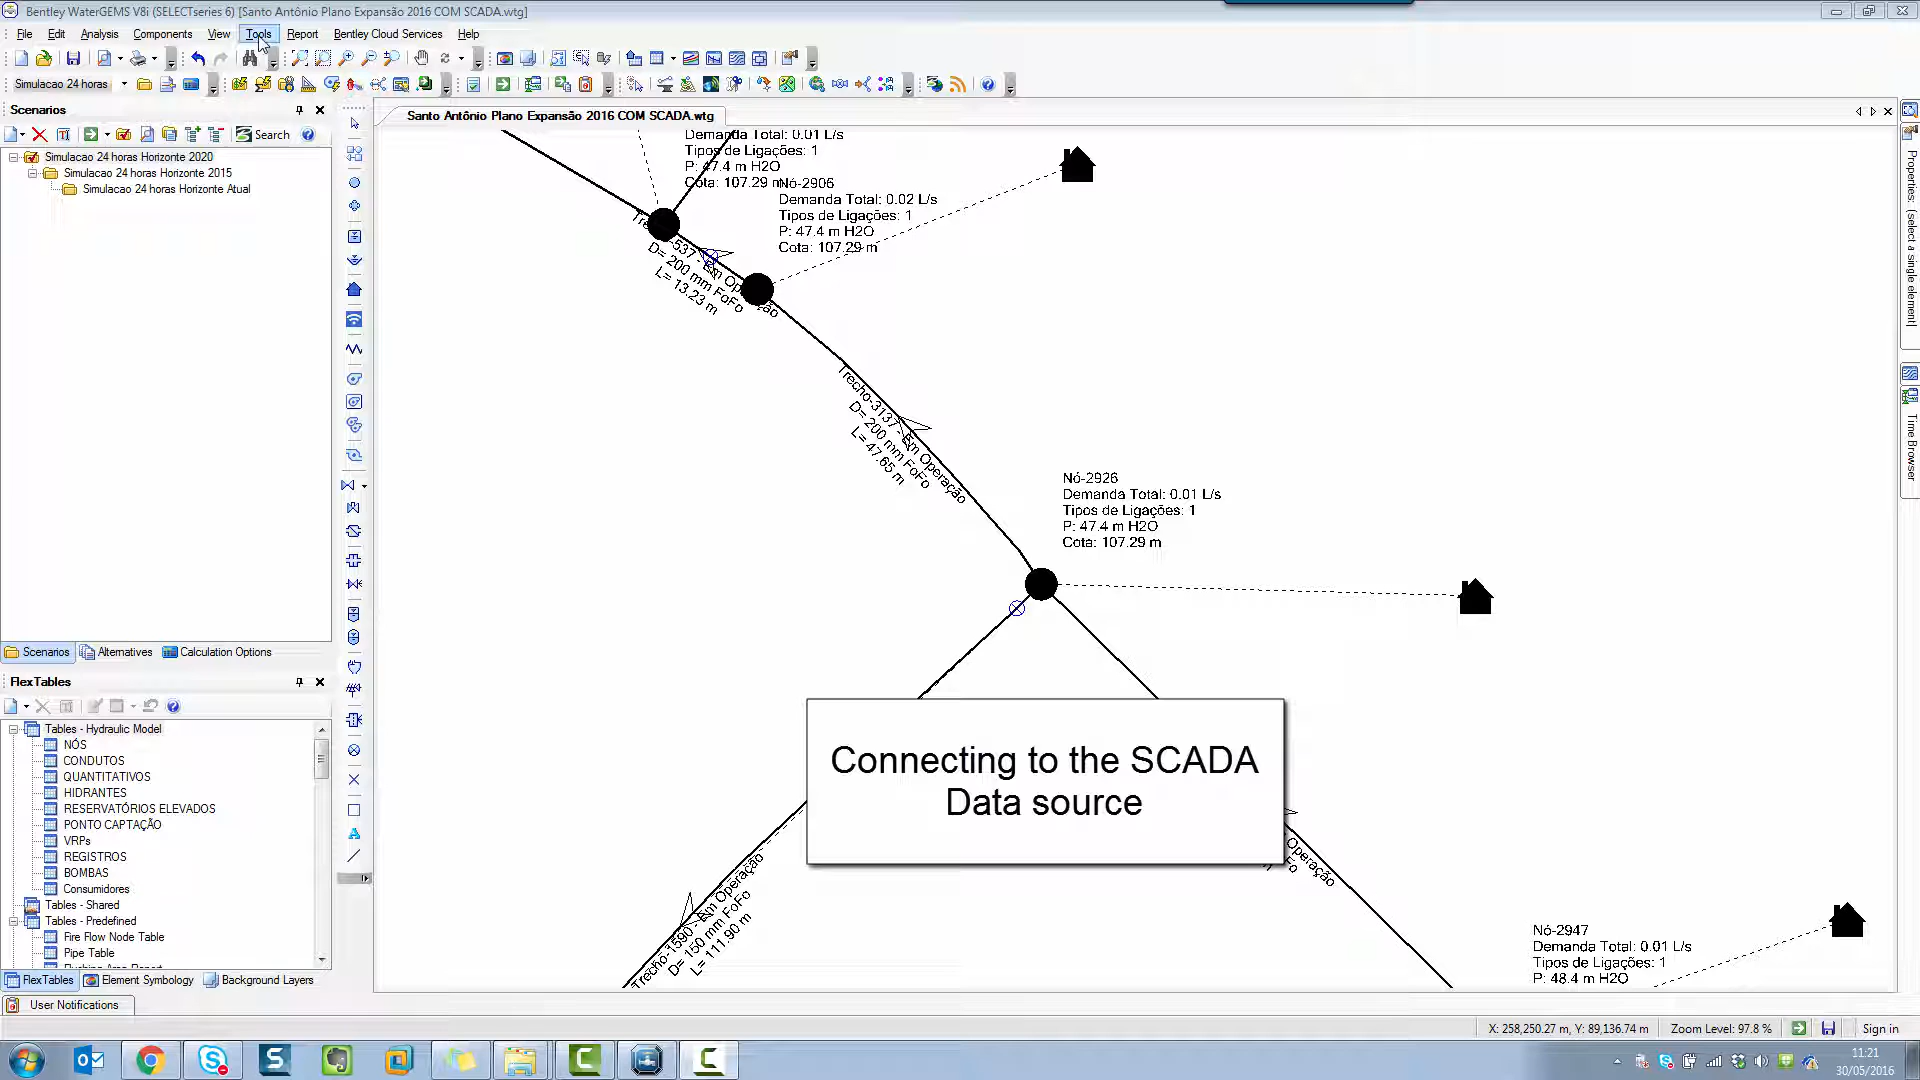 Bentley WaterGEMS V8i (SELECTseries 6) [Santo Antônio Plano Expansão 2016 COM SCADA.wtg]
File Edit Analysis Components View Tools Report Bentley Cloud Services Help
Simulacao 24 horas
Scenarios
Search
Simulacao 24 horas Horizonte 2020
Simulacao 24 horas Horizonte 2015
Simulacao 24 horas Horizonte Atual
Scenarios Alternatives Calculation Options
FlexTables
Tables - Hydraulic Model
NÓS
CONDUTOS
QUANTITATIVOS
HIDRANTES
RESERVATÓRIOS ELEVADOS
PONTO CAPTAÇÃO
VRPs
REGISTROS
BOMBAS
Consumidores
Tables - Shared
Tables - Predefined
Fire Flow Node Table
Pipe Table
FlexTables Element Symbology Background Layers
User Notifications
Santo Antônio Plano Expansão 2016 COM SCADA.wtg
Demanda Total: 0.01 L/s
Tipos de Ligações: 1
P: 47.4 m H2O
Cota: 107.29 m
Nó-2906
Demanda Total: 0.02 L/s
Tipos de Ligações: 1
P: 47.4 m H2O
Cota: 107.29 m
D= 200 mm FoFo
L= 13.23 m
Trecho-3137 - Em Operação
D= 200 mm FoFo
L= 47.65 m
Nó-2926
Demanda Total: 0.01 L/s
Tipos de Ligações: 1
P: 47.4 m H2O
Cota: 107.29 m
Connecting to the SCADA
Data source
Trecho-1590 - Em Operação
D= 150 mm FoFo
L= 111.90 m
Operação
Nó-2947
Demanda Total: 0.01 L/s
Tipos de Ligações: 1
P: 48.4 m H2O
Properties: (select a single element)
Time Browser
X: 258,250.27 m, Y: 89,136.74 m
Zoom Level: 97.8 %
Sign in
11:21
30/05/2016